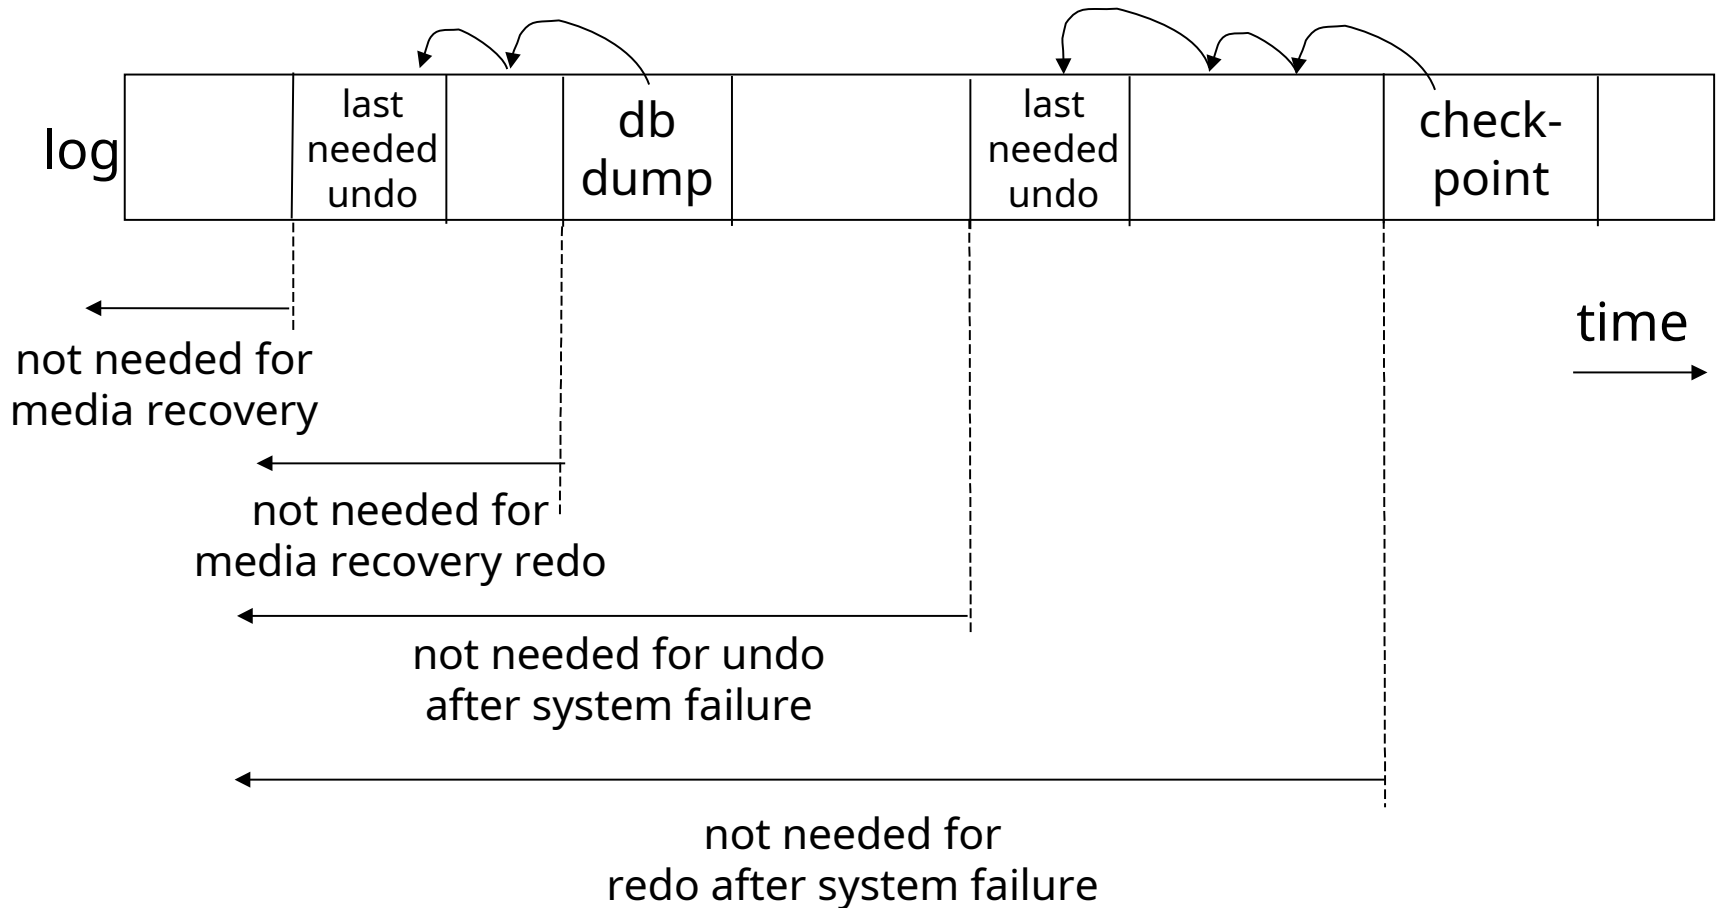 log
last
needed
undo
db
dump
last
needed
undo
check-
point
time
not needed for
media recovery
not needed for
media recovery redo
not needed for undo
after system failure
not needed for
redo after system failure